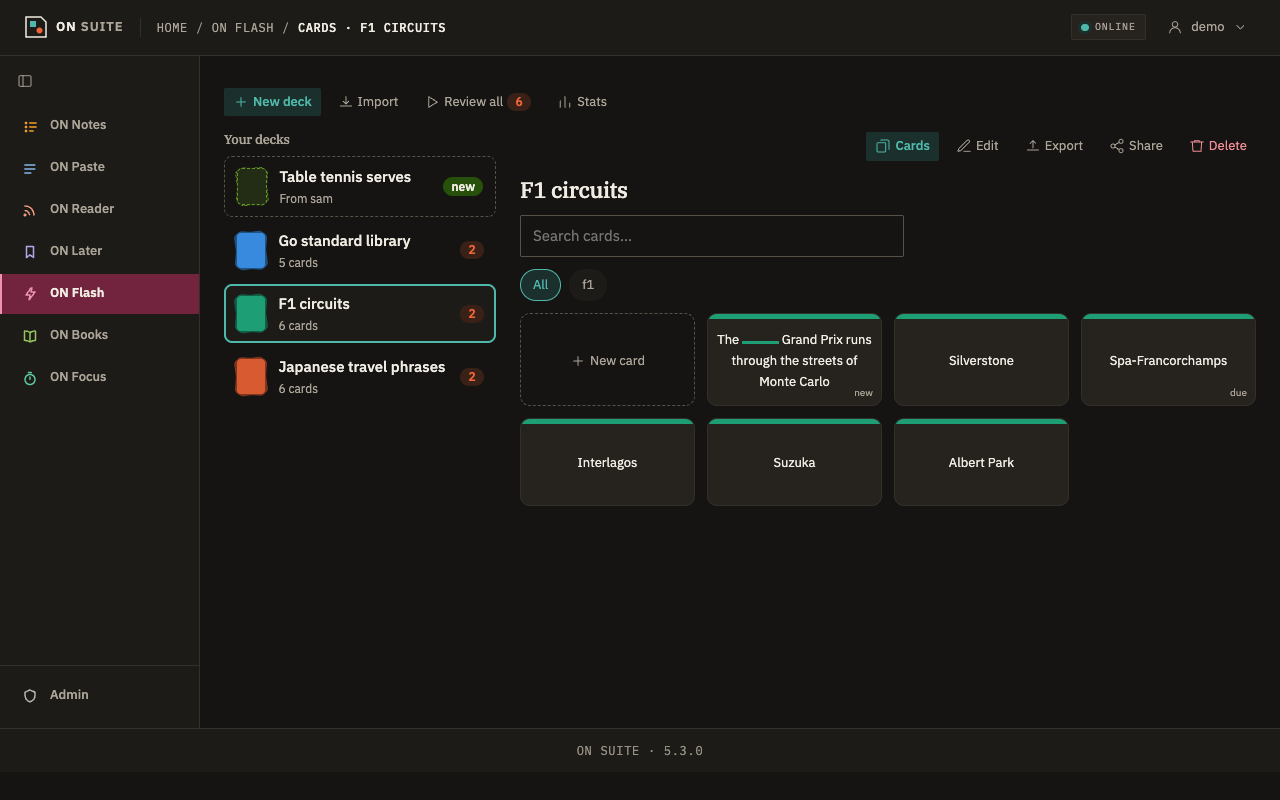 ON SUITE
HOME / ON FLASH / CARDS · F1 CIRCUITS
ONLINE
demo
ON Notes
ON Paste
ON Reader
ON Later
ON Flash
ON Books
ON Focus
Admin
New deck
Import
Review all 6
Stats
Your decks
Table tennis serves
From sam
new
Go standard library
5 cards
2
F1 circuits
6 cards
2
Japanese travel phrases
6 cards
2
Cards
Edit
Export
Share
Delete
F1 circuits
Search cards...
All
f1
New card
The ____ Grand Prix runs
through the streets of
Monte Carlo
new
Silverstone
Spa-Francorchamps
due
Interlagos
Suzuka
Albert Park
ON SUITE · 5.3.0